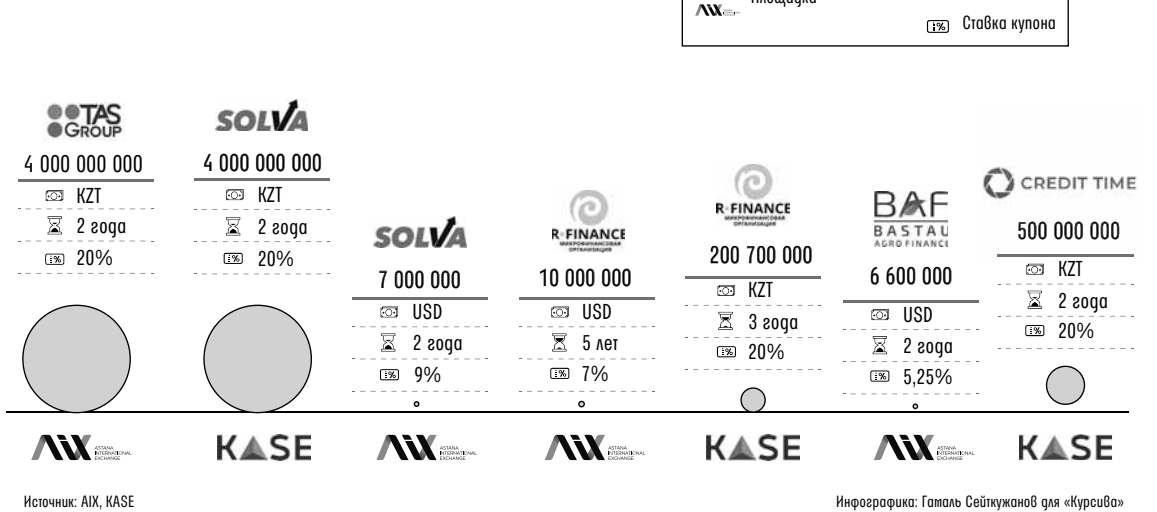 Площадка
AIX
Ставка купона
TAS
GROUP
4 000 000 000
KZT
2 года
20%
SOLVA
4 000 000 000
KZT
2 года
20%
SOLVA
7 000 000
USD
2 года
9%
R-FINANCE
МИКРОФИНАНСОВАЯ
ОРГАНИЗАЦИЯ
10 000 000
USD
5 лет
7%
R-FINANCE
МИКРОФИНАНСОВАЯ
ОРГАНИЗАЦИЯ
200 700 000
KZT
3 года
20%
BAF
BASTAU
AGRO FINANCE
6 600 000
USD
2 года
5,25%
CREDIT TIME
500 000 000
KZT
2 года
20%
AIX ASTANA
INTERNATIONAL
EXCHANGE
KASE
AIX ASTANA
INTERNATIONAL
EXCHANGE
AIX ASTANA
INTERNATIONAL
EXCHANGE
KASE
AIX ASTANA
INTERNATIONAL
EXCHANGE
KASE
Источник: AIX, KASE
Инфографика: Гамаль Сейткужанов для «Курсива»